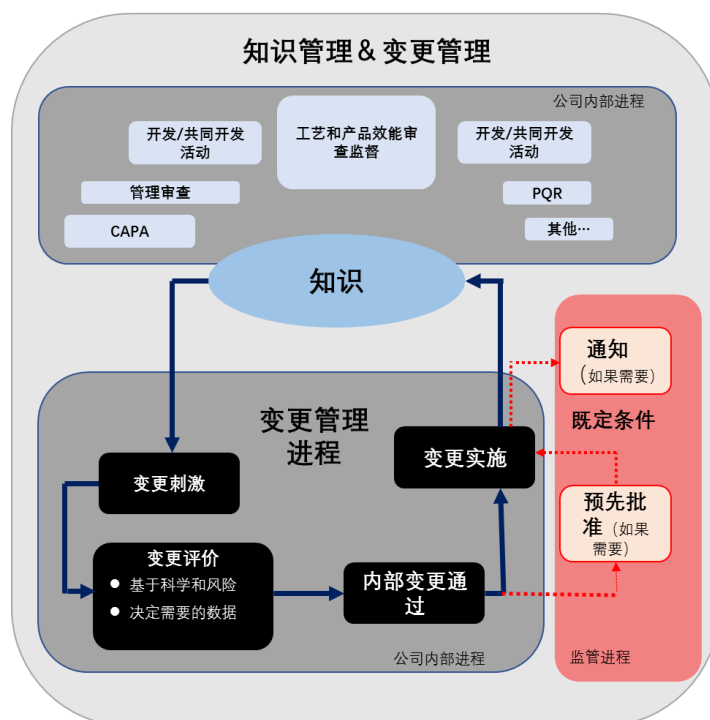 知识管理＆变更管理
公司内部进程
开发/共同开发
活动
工艺和产品效能审
查监督
开发/共同开发
活动
管理审查
PQR
CAPA
其他…
知识
通知
（如果需要）
既定条件
变更管理
进程
变更实施
变更刺激
预先批
准（如果
需要）
变更评价
● 基于科学和风险
● 决定需要的数据
内部变更通
过
公司内部进程
监管进程